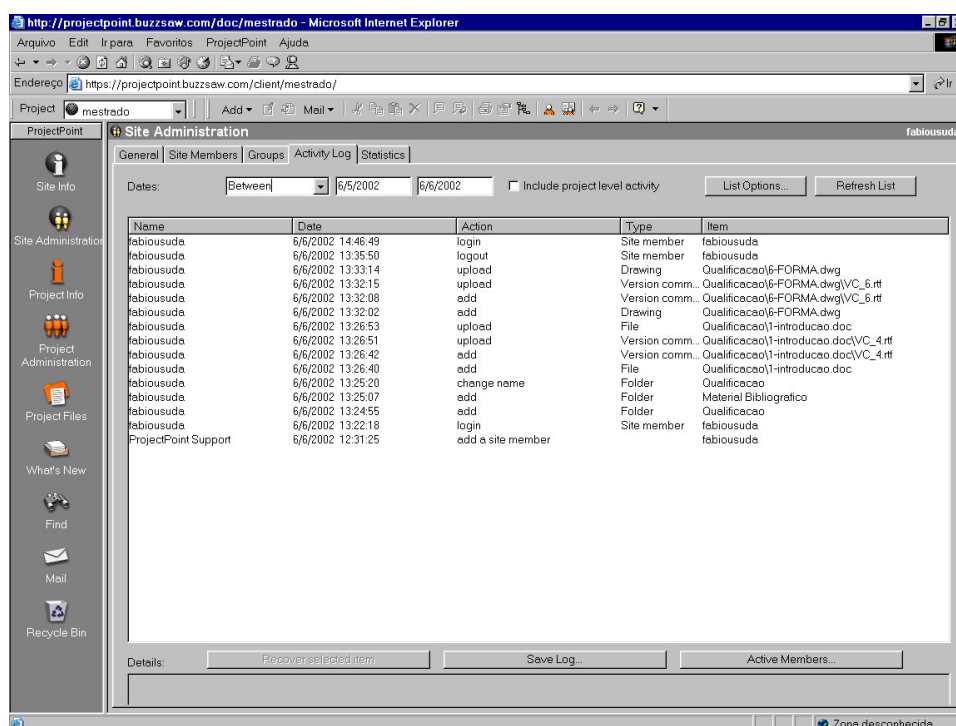 http://projectpoint.buzzsaw.com/doc/mestrado - Microsoft Internet Explorer
Arquivo Edit Ir para Favoritos ProjectPoint Ajuda
Endereço https://projectpoint.buzzsaw.com/client/mestrado/ Ir
Project mestrado Add Mail
ProjectPoint Site Administration fabiousuda
General Site Members Groups Activity Log Statistics
Site Info
Dates: Between 6/5/2002 6/6/2002 Include project level activity List Options... Refresh List
Name Date Action Type Item
Site Administration
fabiousuda 6/6/2002 14:46:49 login Site member fabiousuda
fabiousuda 6/6/2002 13:35:50 logout Site member fabiousuda
fabiousuda 6/6/2002 13:33:14 upload Drawing Qualificacao\6-FORMA.dwg
fabiousuda 6/6/2002 13:32:15 upload Version comm... Qualificacao\6-FORMA.dwg\VC_6.rtf
fabiousuda 6/6/2002 13:32:08 add Version comm... Qualificacao\6-FORMA.dwg\VC_6.rtf
Project Info
fabiousuda 6/6/2002 13:32:02 add Drawing Qualificacao\6-FORMA.dwg
fabiousuda 6/6/2002 13:26:53 upload File Qualificacao\1-introducao.doc
fabiousuda 6/6/2002 13:26:51 upload Version comm... Qualificacao\1-introducao.doc\VC_4.rtf
Project
Administration
fabiousuda 6/6/2002 13:26:42 add Version comm... Qualificacao\1-introducao.doc\VC_4.rtf
fabiousuda 6/6/2002 13:26:40 add File Qualificacao\1-introducao.doc
fabiousuda 6/6/2002 13:25:20 change name Folder Qualificacao
fabiousuda 6/6/2002 13:25:07 add Folder Material Bibliografico
fabiousuda 6/6/2002 13:24:55 add Folder Qualificacao
Project Files
fabiousuda 6/6/2002 13:22:18 login Site member fabiousuda
ProjectPoint Support 6/6/2002 12:31:25 add a site member fabiousuda
What's New
Find
Mail
Recycle Bin
Details: Recover selected item Save Log... Active Members...
Zona desconhecida